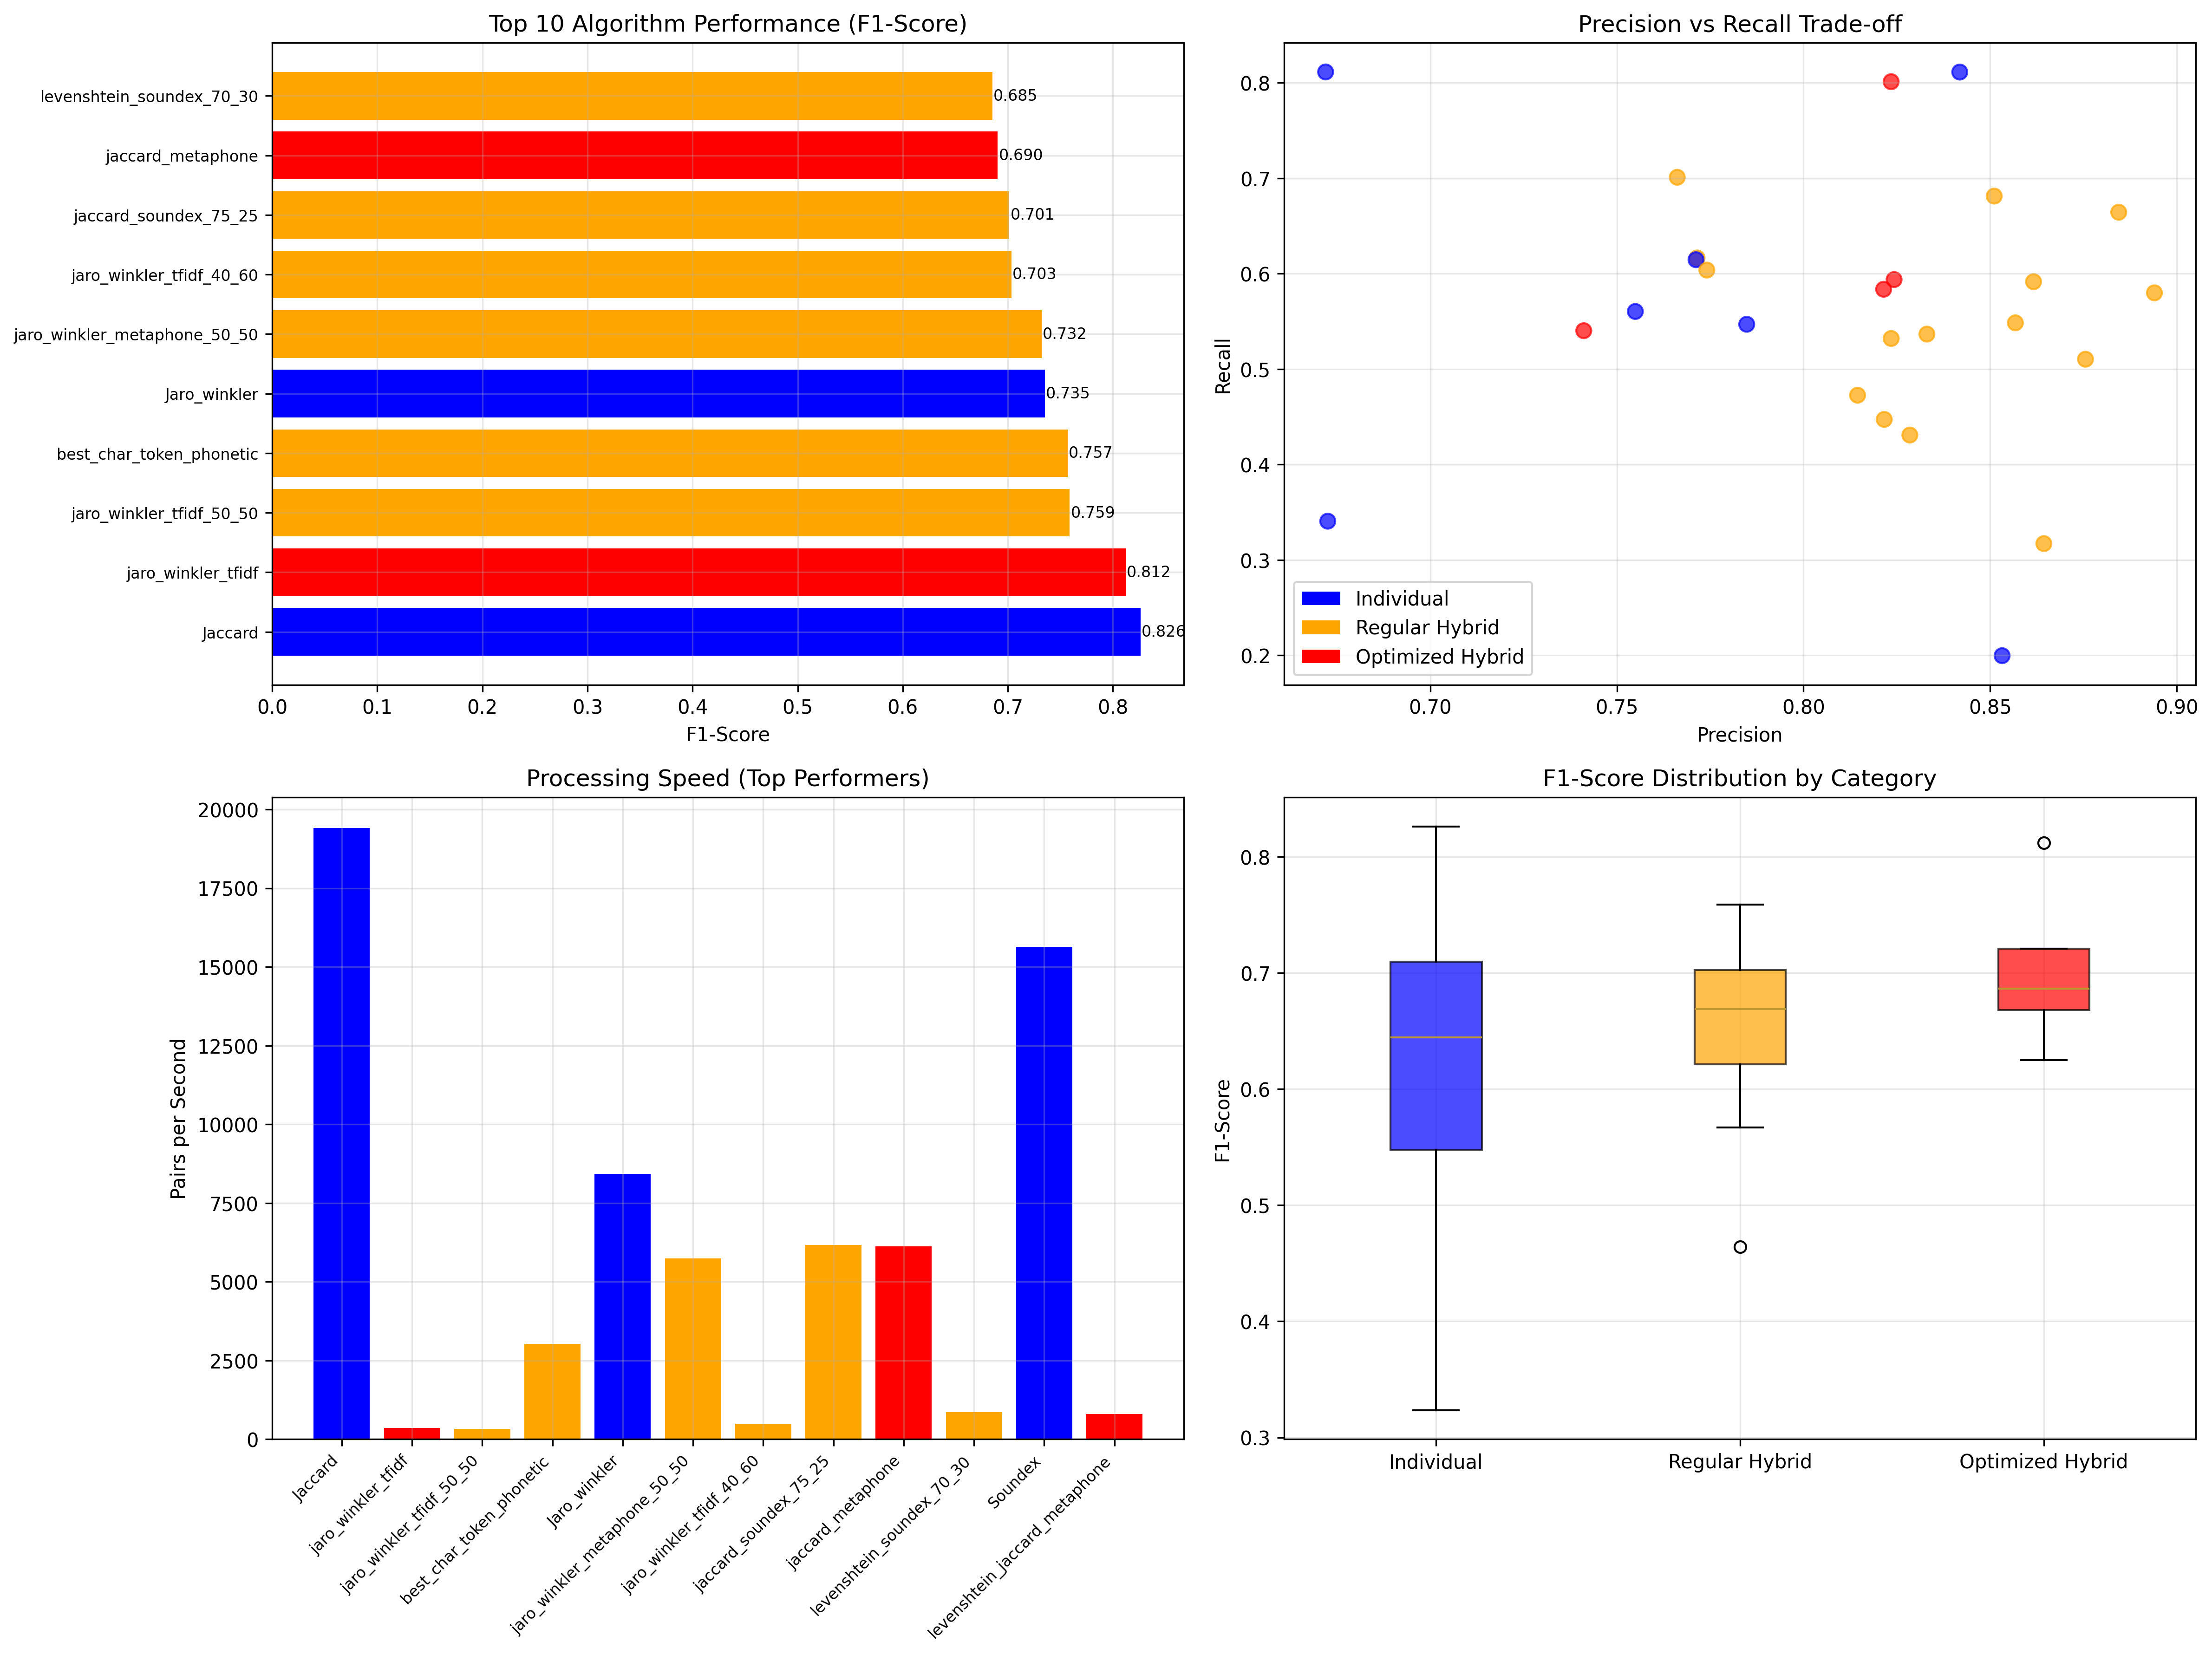 Top 10 Algorithm Performance (F1-Score)
levenshtein_soundex_70_30
0.685
jaccard_metaphone
0.690
jaccard_soundex_75_25
0.701
jaro_winkler_tfidf_40_60
0.703
jaro_winkler_metaphone_50_50
0.732
Jaro_winkler
0.735
best_char_token_phonetic
0.757
jaro_winkler_tfidf_50_50
0.759
jaro_winkler_tfidf
0.812
Jaccard
0.826
0.0 0.1 0.2 0.3 0.4 0.5 0.6 0.7 0.8
F1-Score
Precision vs Recall Trade-off
0.8
0.7
0.6
0.5
0.4
0.3
0.2
Recall
Individual
Regular Hybrid
Optimized Hybrid
0.70 0.75 0.80 0.85 0.90
Precision
Processing Speed (Top Performers)
20000
17500
15000
12500
10000
7500
5000
2500
0
Pairs per Second
Jaccard
jaro_winkler_tfidf
jaro_winkler_tfidf_50_50
best_char_token_phonetic
Jaro_winkler
jaro_winkler_metaphone_50_50
jaro_winkler_tfidf_40_60
jaccard_soundex_75_25
jaccard_metaphone
levenshtein_soundex_70_30
Soundex
levenshtein_jaccard_metaphone
F1-Score Distribution by Category
0.8
0.7
0.6
0.5
0.4
0.3
F1-Score
Individual
Regular Hybrid
Optimized Hybrid